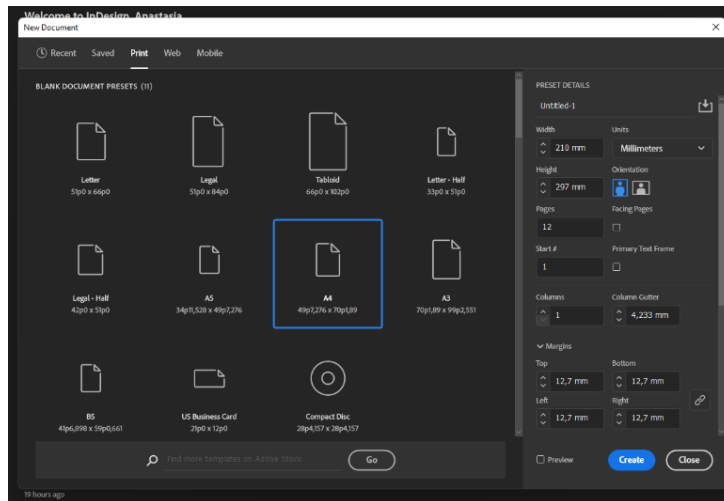 Welcome to InDesign, Anastasia
New Document
Recent Saved Print Web Mobile
BLANK DOCUMENT PRESETS (11)
Letter
51p0 x 66p0
Legal
51p0 x 84p0
Tabloid
66p0 x 102p0
Letter - Half
33p0 x 51p0
Legal - Half
42p0 x 51p0
A5
34p11,528 x 49p7,276
A4
49p7,276 x 70p1,89
A3
70p1,89 x 99p2,551
B5
41p6,898 x 59p0,661
US Business Card
21p0 x 12p0
Compact Disc
28p4,157 x 28p4,157
Find more templates on Adobe Stock
Go
PRESET DETAILS
Untitled-1
Width Units
210 mm Millimeters
Height Orientation
297 mm
Pages Facing Pages
12
Start # Primary Text Frame
1
Columns Column Gutter
1 4,233 mm
Margins
Top Bottom
12,7 mm 12,7 mm
Left Right
12,7 mm 12,7 mm
Preview Create Close
19 hours ago